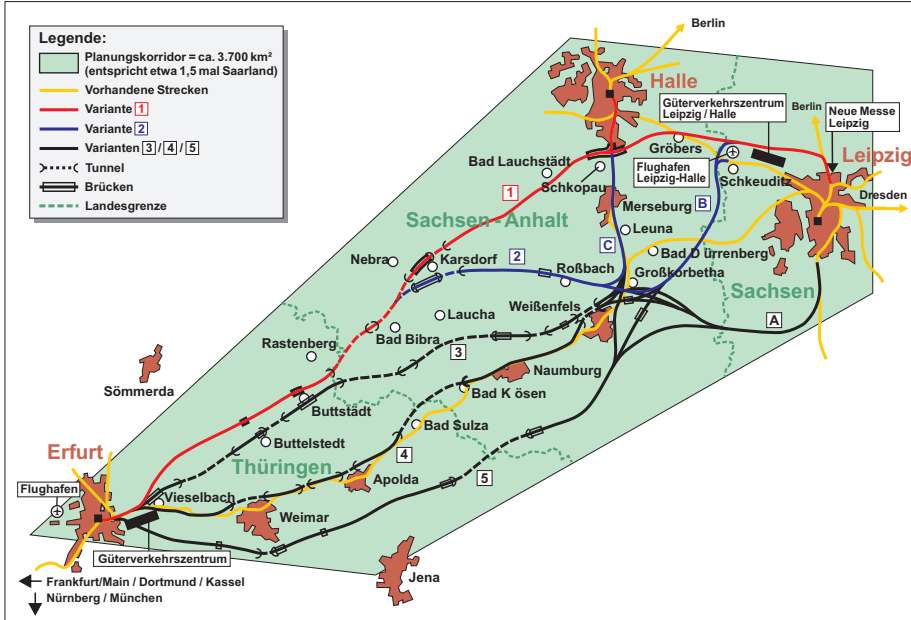 Legende:
Planungskorridor = ca. 3.700 km²
(entspricht etwa 1,5 mal Saarland)
Vorhandene Strecken
Variante 1
Variante 2
Varianten 3 / 4 / 5
Tunnel
Brücken
Landesgrenze
Berlin
Halle
Güterverkehrszentrum
Leipzig / Halle
Berlin
Neue Messe
Leipzig
Gröbers
Leipzig
Bad Lauchstädt
Flughafen
Leipzig-Halle
Schkeuditz
Schkopau
Dresden
1
Merseburg
B
Sachsen-Anhalt
Leuna
C
Nebra
Karsdorf
2
Bad D ürrenberg
Roßbach
Großkorbetha
Sachsen
Weißenfels
Laucha
A
Bad Bibra
Rastenberg
3
Sömmerda
Naumburg
Bad K ösen
Buttstädt
Bad Sulza
Buttelstedt
4
Erfurt
Thüringen
5
Apolda
Flughafen
Vieselbach
Weimar
Güterverkehrszentrum
Jena
Frankfurt/Main / Dortmund / Kassel
Nürnberg / München